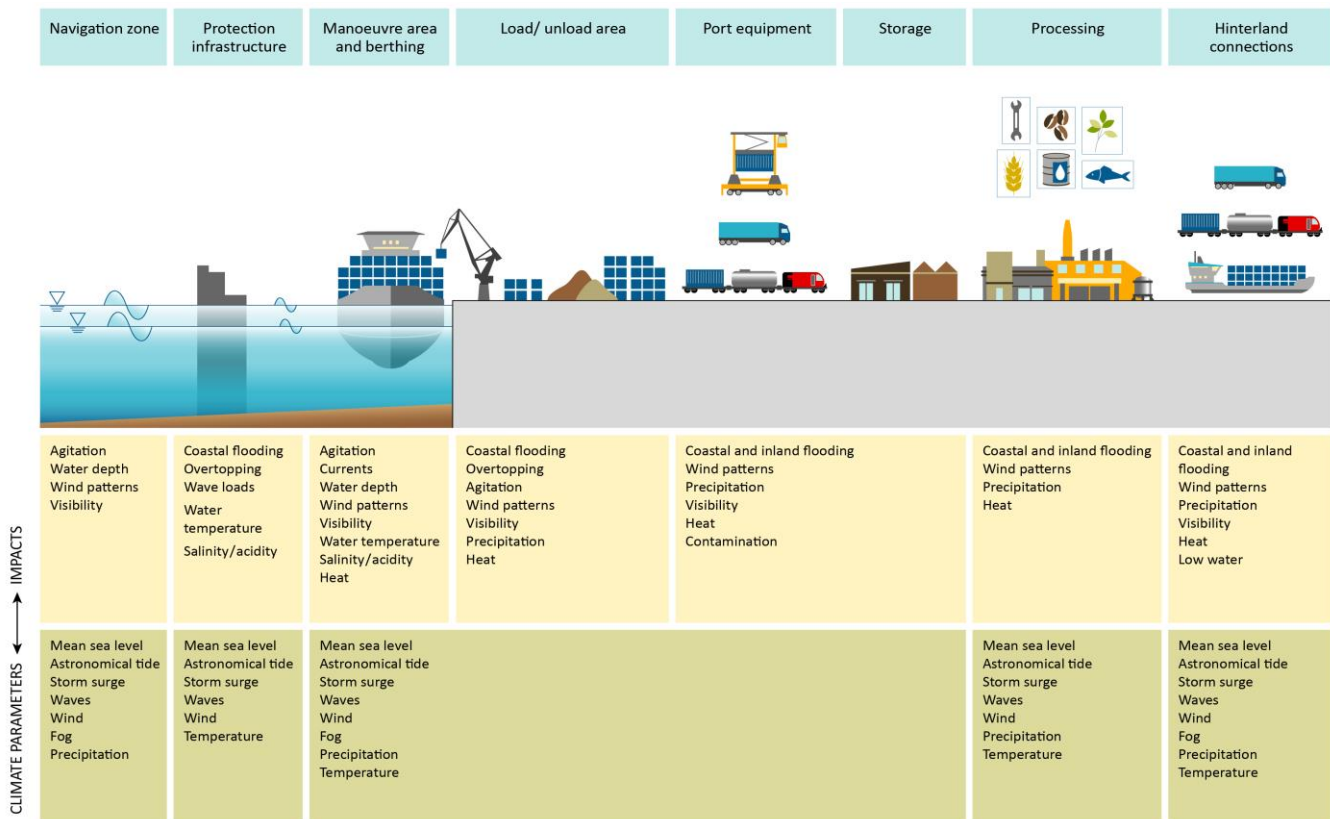 Navigation zone
Protection
infrastructure
Manoeuvre area
and berthing
Load/ unload area
Port equipment
Storage
Processing
Hinterland
connections
IMPACTS
Agitation
Water depth
Wind patterns
Visibility
Coastal flooding
Overtopping
Wave loads
Water
temperature
Salinity/acidity
Agitation
Currents
Water depth
Wind patterns
Visibility
Water temperature
Salinity/acidity
Heat
Coastal flooding
Overtopping
Agitation
Wind patterns
Visibility
Precipitation
Heat
Coastal and inland flooding
Wind patterns
Precipitation
Visibility
Heat
Contamination
Coastal and inland flooding
Wind patterns
Precipitation
Heat
Coastal and inland
flooding
Wind patterns
Precipitation
Visibility
Heat
Low water
CLIMATE PARAMETERS
Mean sea level
Astronomical tide
Storm surge
Waves
Wind
Fog
Precipitation
Mean sea level
Astronomical tide
Storm surge
Waves
Wind
Temperature
Mean sea level
Astronomical tide
Storm surge
Waves
Wind
Fog
Precipitation
Temperature
Mean sea level
Astronomical tide
Storm surge
Waves
Wind
Precipitation
Temperature
Mean sea level
Astronomical tide
Storm surge
Waves
Wind
Fog
Precipitation
Temperature